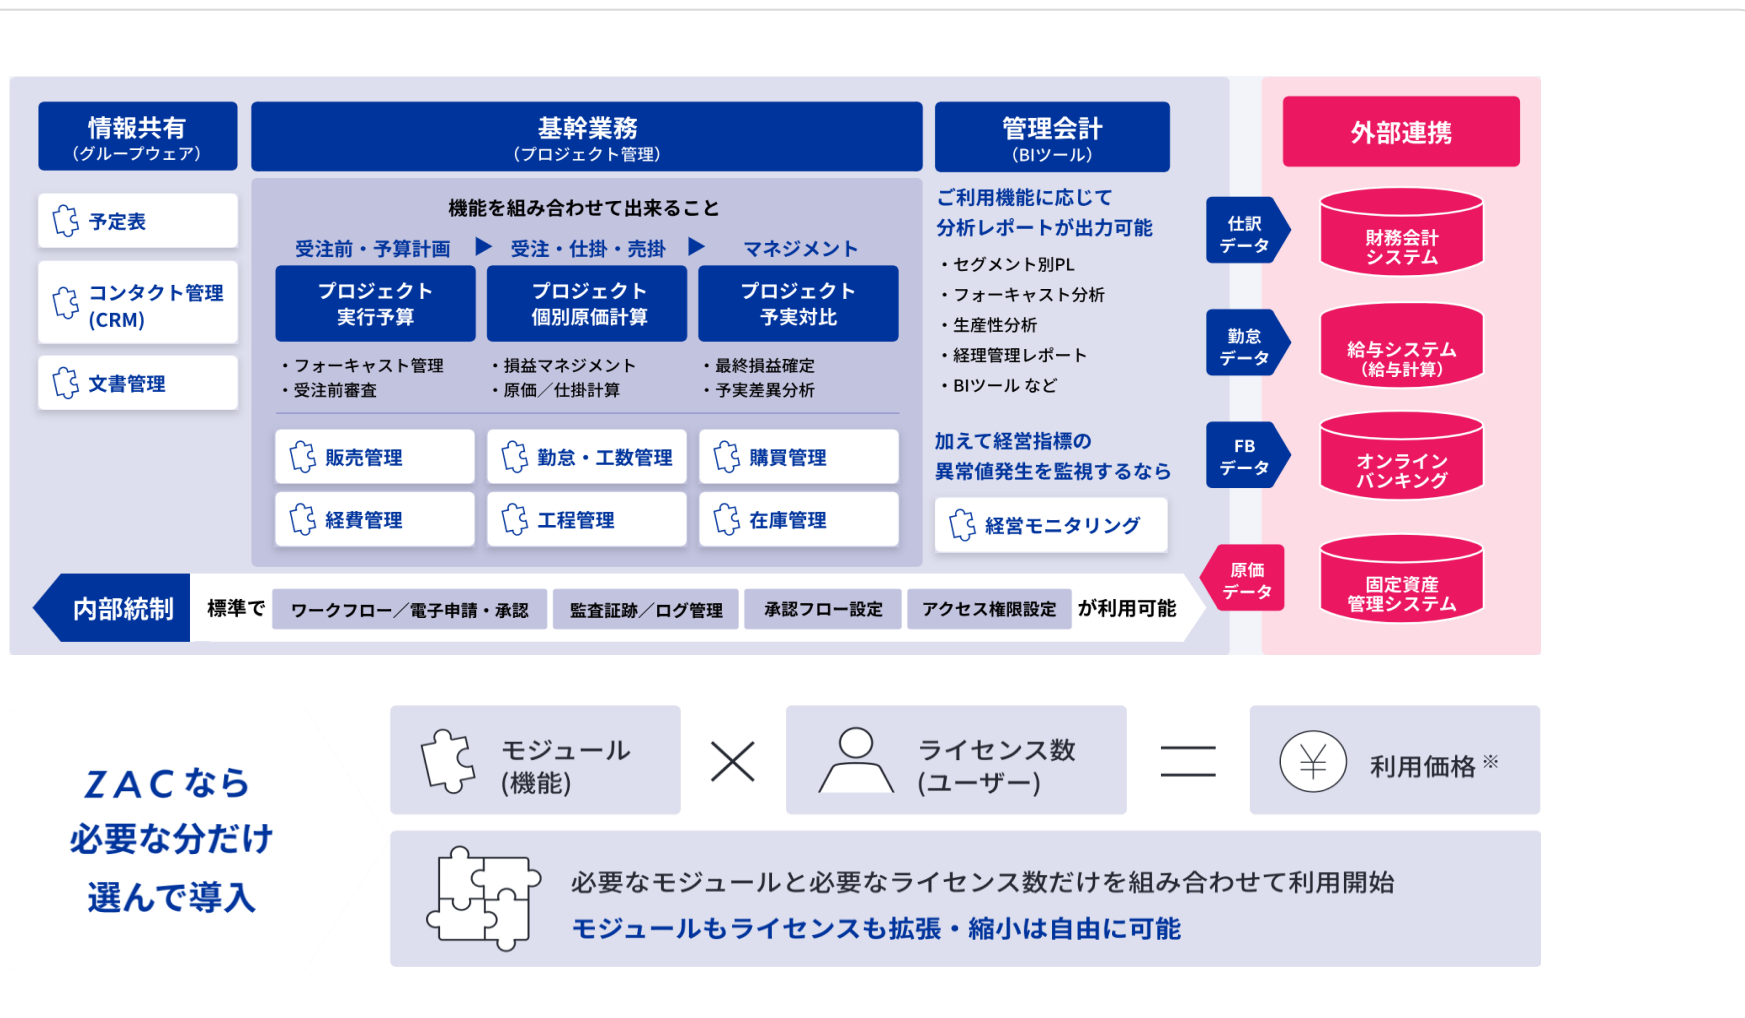 情報共有
(グループウェア)
予定表
コンタクト管理
(CRM)
文書管理
基幹業務
(プロジェクト管理)
機能を組み合わせて出来ること
受注前・予算計画
受注・仕掛・売掛
マネジメント
プロジェクト
実行予算
プロジェクト
個別原価計算
プロジェクト
予実対比
・フォーキャスト管理
・受注前審査
・損益マネジメント
・原価／仕掛計算
・最終損益確定
・予実差異分析
販売管理
勤怠・工数管理
購買管理
経費管理
工程管理
在庫管理
管理会計
(BIツール)
ご利用機能に応じて
分析レポートが出力可能
・セグメント別PL
・フォーキャスト分析
・生産性分析
・経理管理レポート
・BIツール など
加えて経営指標の
異常値発生を監視するなら
経営モニタリング
外部連携
仕訳
データ
財務会計
システム
勤怠
データ
給与システム
(給与計算)
FB
データ
オンライン
バンキング
原価
データ
固定資産
管理システム
内部統制
標準で
ワークフロー／電子申請・承認
監査証跡／ログ管理
承認フロー設定
アクセス権限設定
が利用可能
ZACなら
必要な分だけ
選んで導入
モジュール
(機能)
×
ライセンス数
(ユーザー)
＝
¥
利用価格※
必要なモジュールと必要なライセンス数だけを組み合わせて利用開始
モジュールもライセンスも拡張・縮小は自由に可能